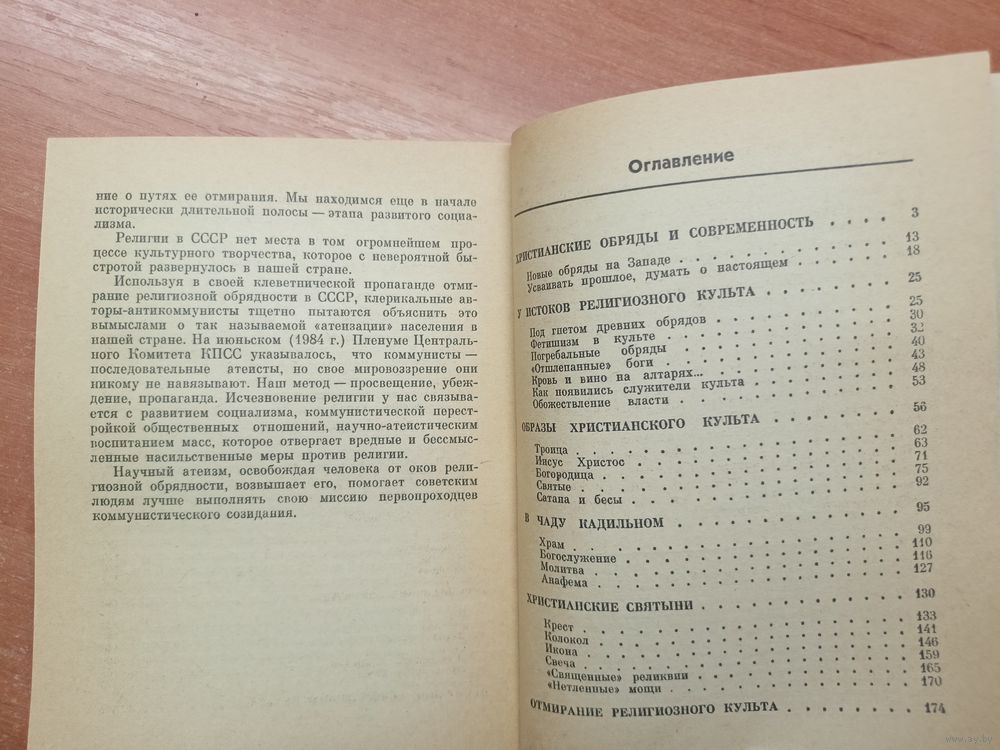 ние о путях ее отмирания. Мы находимся еще в начале
исторически длительной полосы — этапа развитого социа-
лизма.
Религии в СССР нет места в том огромнейшем про-
цессе культурного творчества, которое с невероятной бы-
стротой развернулось в нашей стране.
Используя в своей клеветнической пропаганде отми-
рание религиозной обрядности в СССР, клерикальные ав-
торы-антикоммунисты тщетно пытаются объяснить это
вымыслами о так называемой «атеизации» населения в
нашей стране. На июньском (1984 г.) Пленуме Централь-
ного Комитета КПСС указывалось, что коммунисты —
последовательные атеисты, но свое мировоззрение они
никому не навязывают. Наш метод — просвещение, убеж-
дение, пропаганда. Исчезновение религии у нас связыва-
ется с развитием социализма, коммунистической перест-
ройкой общественных отношений, научно-атеистическим
воспитанием масс, которое отвергает вредные и бессмыс-
ленные насильственные меры против религии.
Научный атеизм, освобождая человека от оков рели-
гиозной обрядности, возвышает его, помогает советским
людям лучше выполнять свою миссию первопроходцев
коммунистического созидания.
Оглавление
ХРИСТИАНСКИЕ ОБРЯДЫ И СОВРЕМЕННОСТЬ . . . . 3
Новые обряды на Западе . . . . . . . . . . . 13
Усваивать прошлое, думать о настоящем . . . . . . 18
У ИСТОКОВ РЕЛИГИОЗНОГО КУЛЬТА . . . . . . . . 25
Под гнетом древних обрядов . . . . . . . . . . 25
Фетишизм в культе . . . . . . . . . . . . . 30
Погребальные обряды . . . . . . . . . . . . 32
«Отшлепанные» боги . . . . . . . . . . . . 40
Кровь и вино на алтарях... . . . . . . . . . . 43
Как появились служители культа . . . . . . . . . 48
Обожествление власти . . . . . . . . . . . . 53
ОБРАЗЫ ХРИСТИАНСКОГО КУЛЬТА . . . . . . . . 56
Троица . . . . . . . . . . . . . . . . 62
Иисус Христос . . . . . . . . . . . . . . 63
Богородица . . . . . . . . . . . . . . . 71
Святые . . . . . . . . . . . . . . . . 75
Сатана и бесы . . . . . . . . . . . . . . 92
В ЧАДУ КАДИЛЬНОМ . . . . . . . . . . . . 95
Храм . . . . . . . . . . . . . . . . . 99
Богослужение . . . . . . . . . . . . . . 110
Молитва . . . . . . . . . . . . . . . . 116
Анафема . . . . . . . . . . . . . . . . 127
ХРИСТИАНСКИЕ СВЯТЫНИ . . . . . . . . . . . 130
Крест . . . . . . . . . . . . . . . . . 133
Колокол . . . . . . . . . . . . . . . . 141
Икона . . . . . . . . . . . . . . . . . 146
Свеча . . . . . . . . . . . . . . . . . 159
«Священные» реликвии . . . . . . . . . . . 165
«Нетленные» мощи . . . . . . . . . . . . . 170
ОТМИРАНИЕ РЕЛИГИОЗНОГО КУЛЬТА . . . . . . . 174
www.ay.by